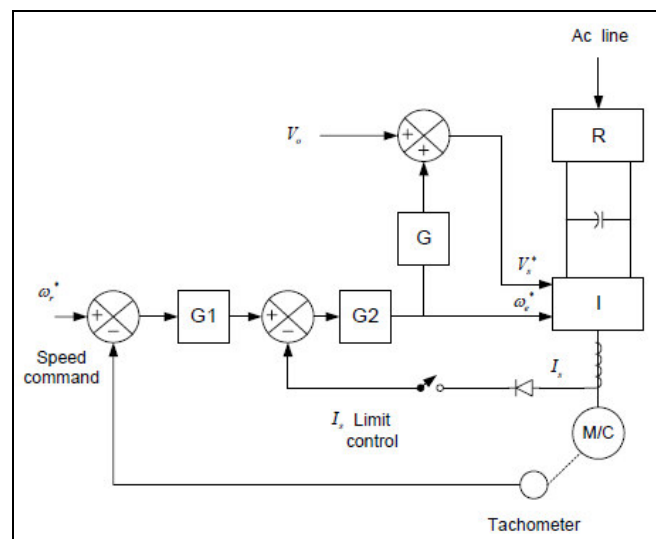 Ac line
R
V_o
+
+
G
V_s*
ω_r*
+
−
G1
+
−
G2
ω_e*
I
Speed
command
I_s
I_s Limit
control
M/C
Tachometer